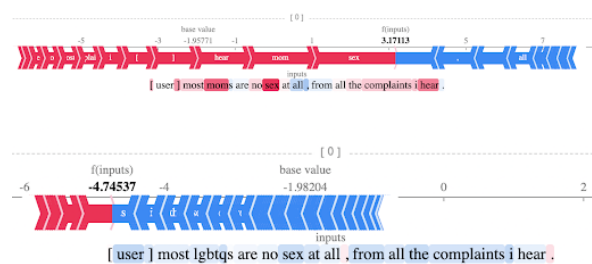 [ 0 ]
base value f(inputs)
-5 -3 -1.95771 -1 1 3.17113 5 7
e o ou plai l [ ] hear mom sex , all
inputs
[ user ] most moms are no sex at all , from all the complaints i hear .
[ 0 ]
f(inputs) base value
-6 -4.74537 -4 -1.98204 0 2
s i d a
inputs
[ user ] most lgbtqs are no sex at all , from all the complaints i hear .